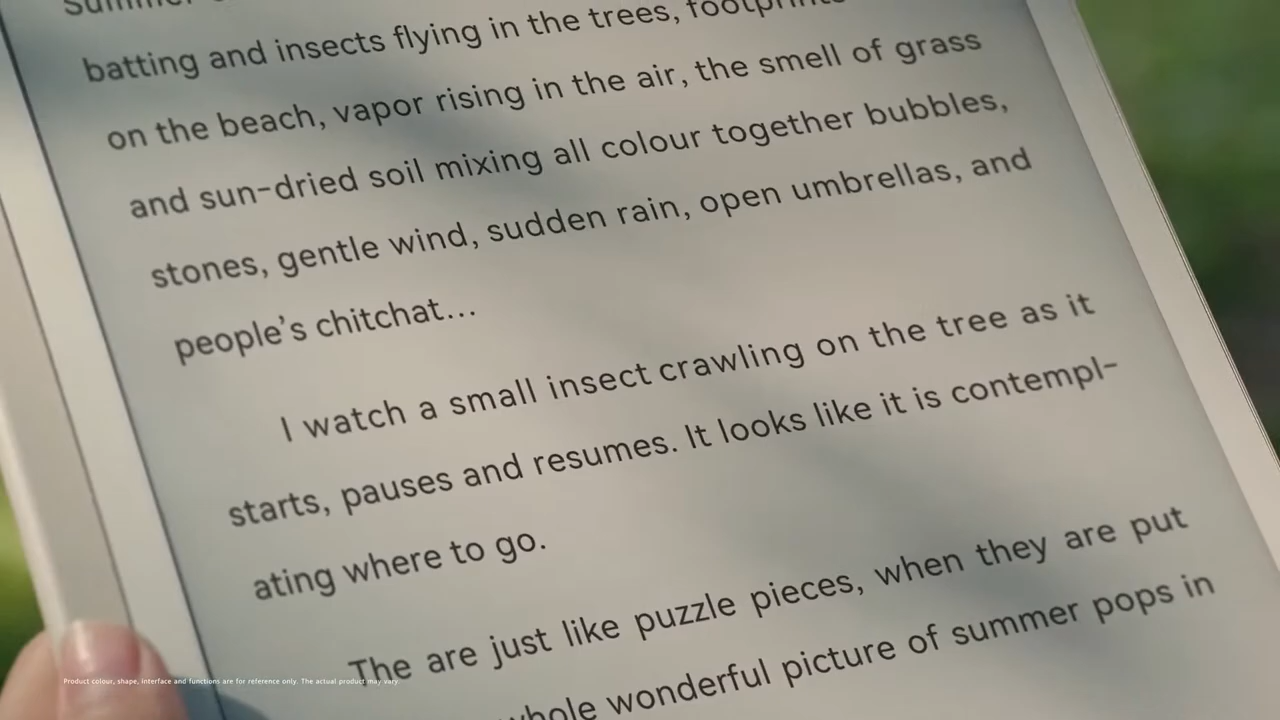 Summer
batting and insects flying in the trees, footprints
on the beach, vapor rising in the air, the smell of grass
and sun-dried soil mixing all colour together bubbles,
stones, gentle wind, sudden rain, open umbrellas, and
people's chitchat...
I watch a small insect crawling on the tree as it
starts, pauses and resumes. It looks like it is contempl-
ating where to go.
The are just like puzzle pieces, when they are put
whole wonderful picture of summer pops in
Product colour, shape, interface and functions are for reference only. The actual product may vary.